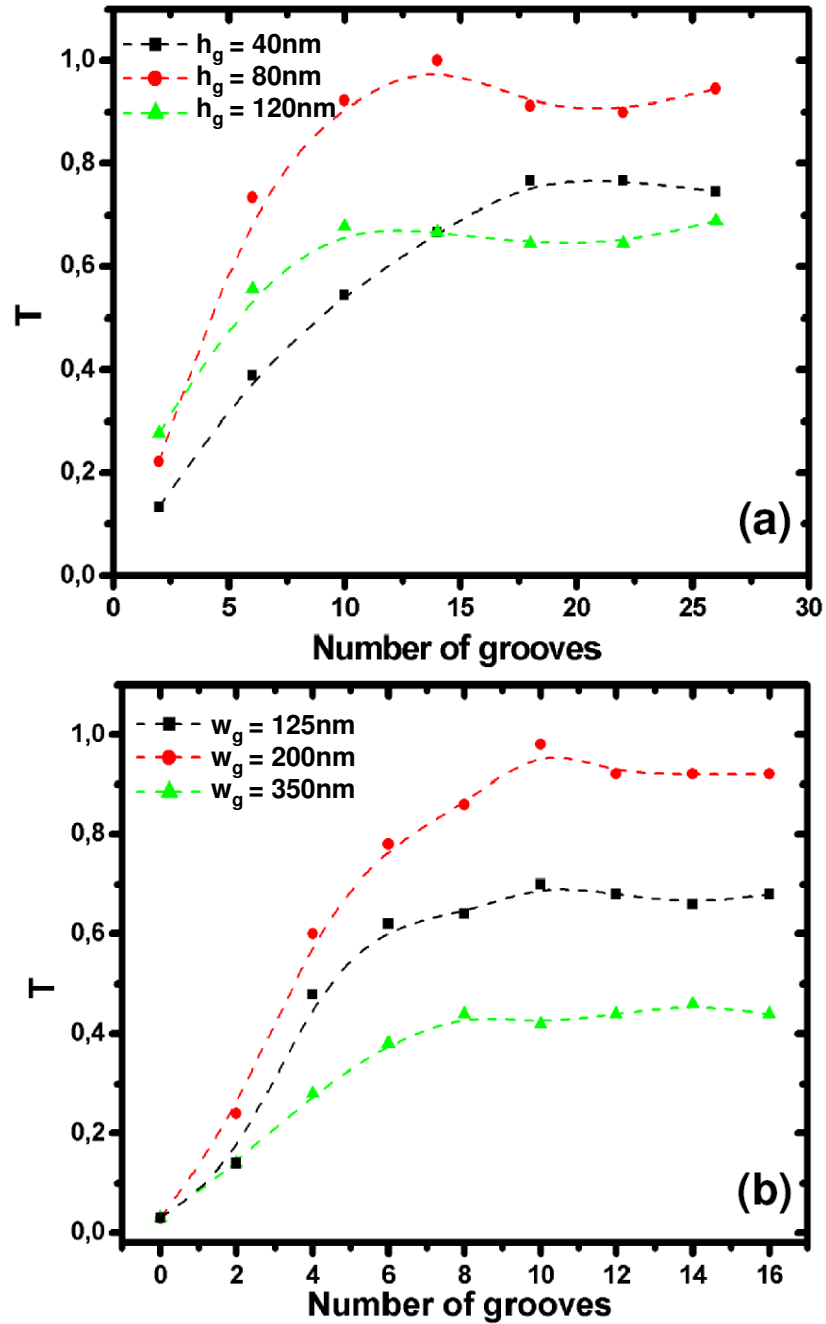 h_g = 40nm
h_g = 80nm
h_g = 120nm
1,0
0,8
0,6
0,4
0,2
0,0
T
(a)
0 5 10 15 20 25 30
Number of grooves
w_g = 125nm
w_g = 200nm
w_g = 350nm
1,0
0,8
0,6
0,4
0,2
0,0
T
(b)
0 2 4 6 8 10 12 14 16
Number of grooves